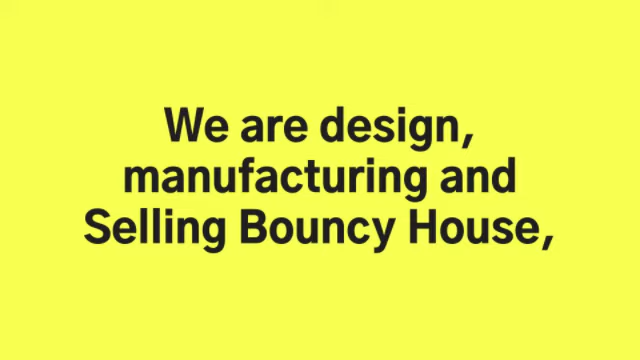 We are design,
manufacturing and
Selling Bouncy House,